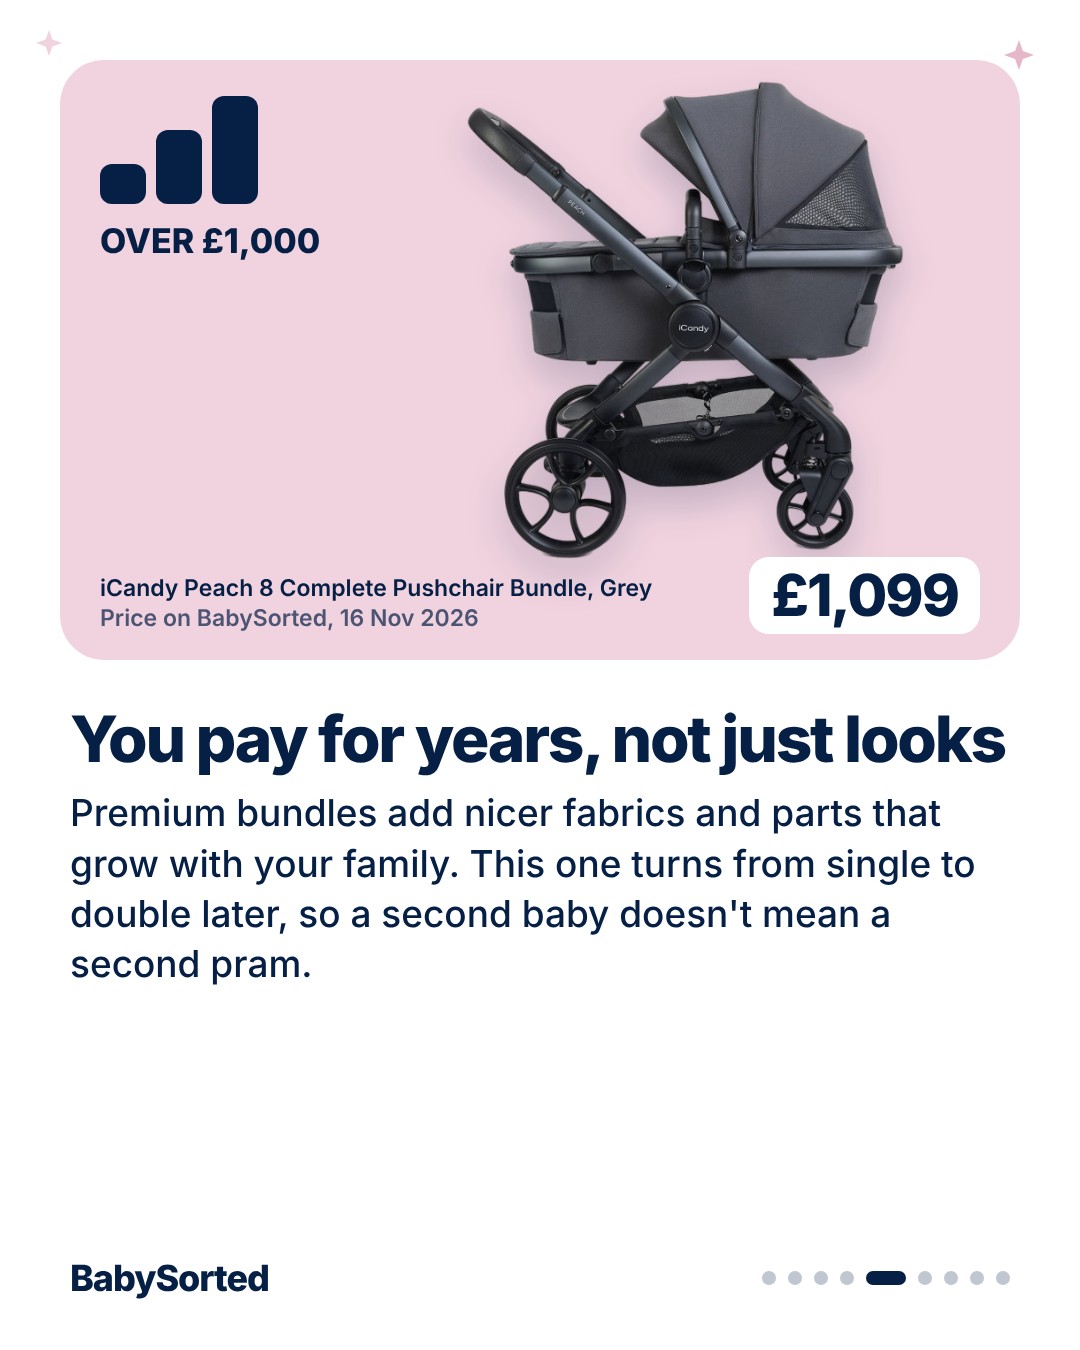 OVER £1,000
PEACH
iCandy
iCandy Peach 8 Complete Pushchair Bundle, Grey
Price on BabySorted, 16 Nov 2026
£1,099
You pay for years, not just looks
Premium bundles add nicer fabrics and parts that
grow with your family. This one turns from single to
double later, so a second baby doesn't mean a
second pram.
BabySorted